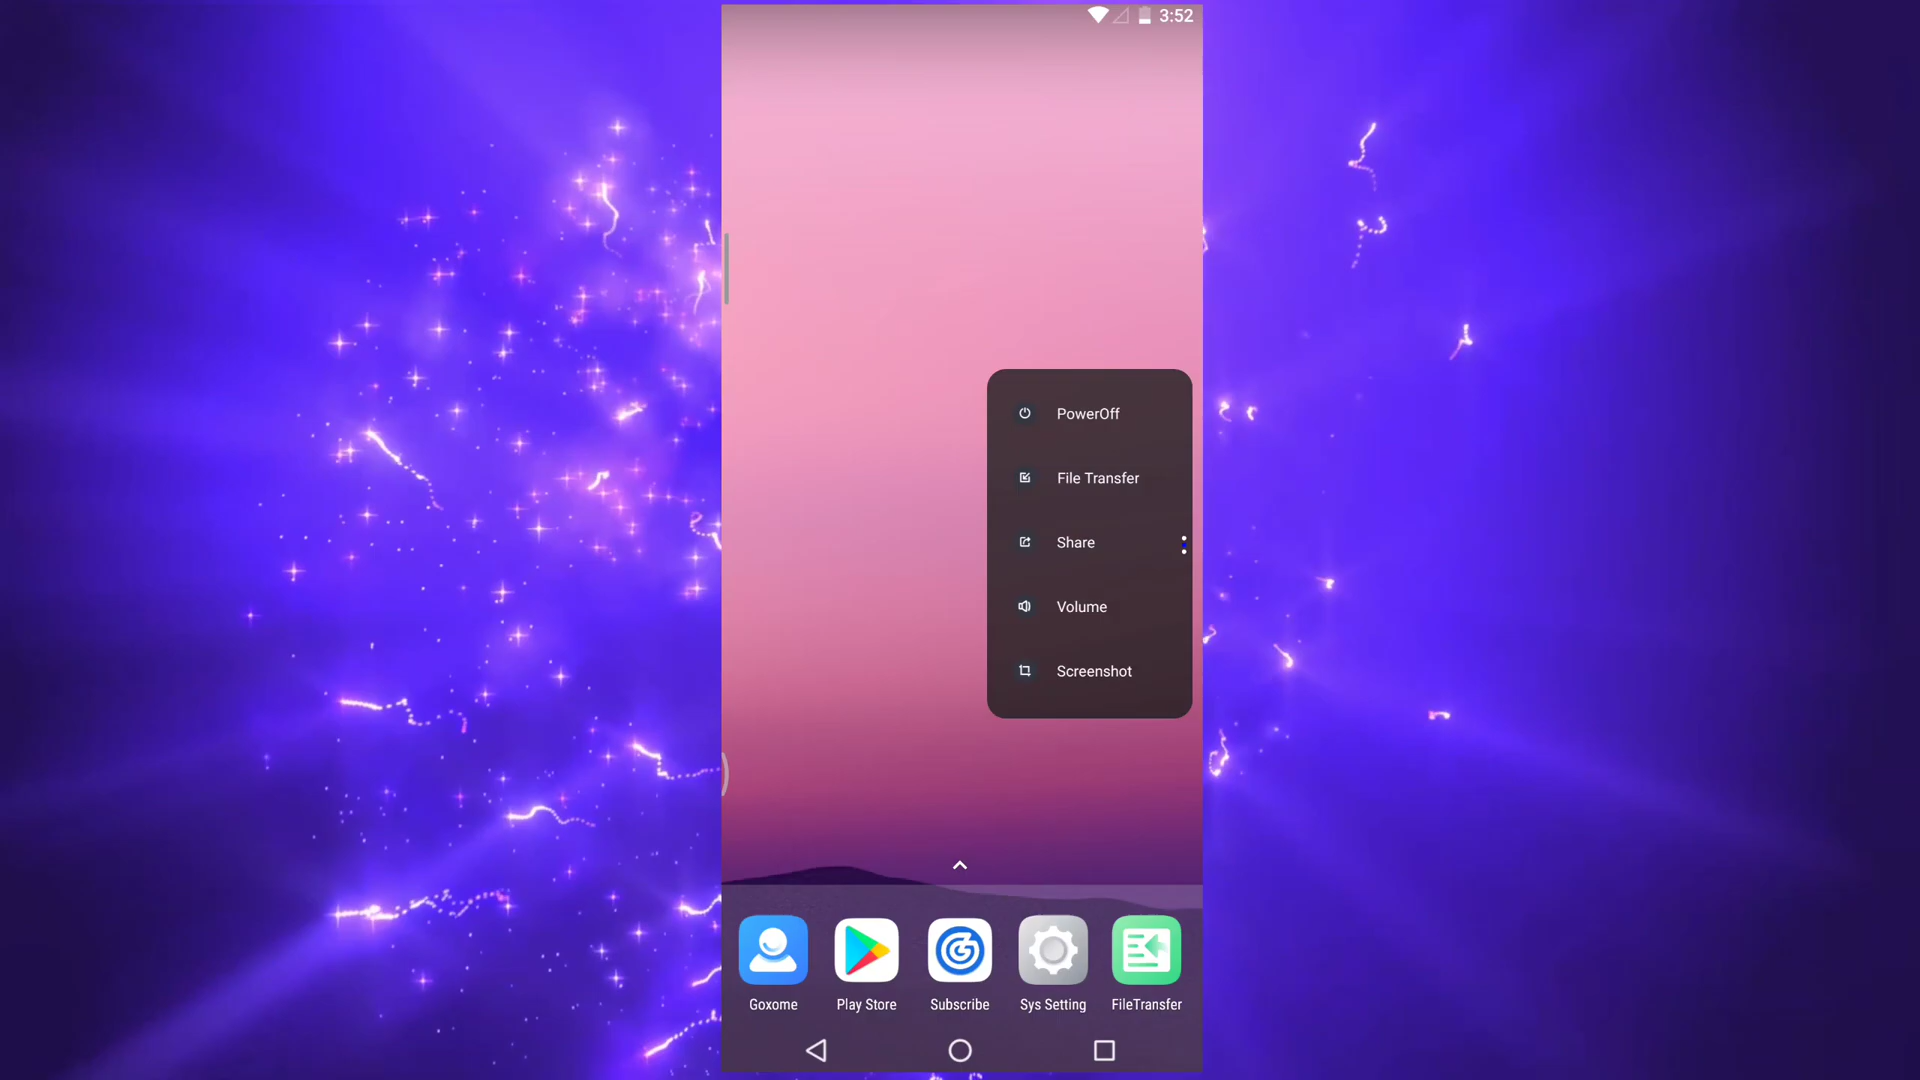 3:52
PowerOff
File Transfer
Share
Volume
Screenshot
Goxome
Play Store
Subscribe
Sys Setting
FileTransfer